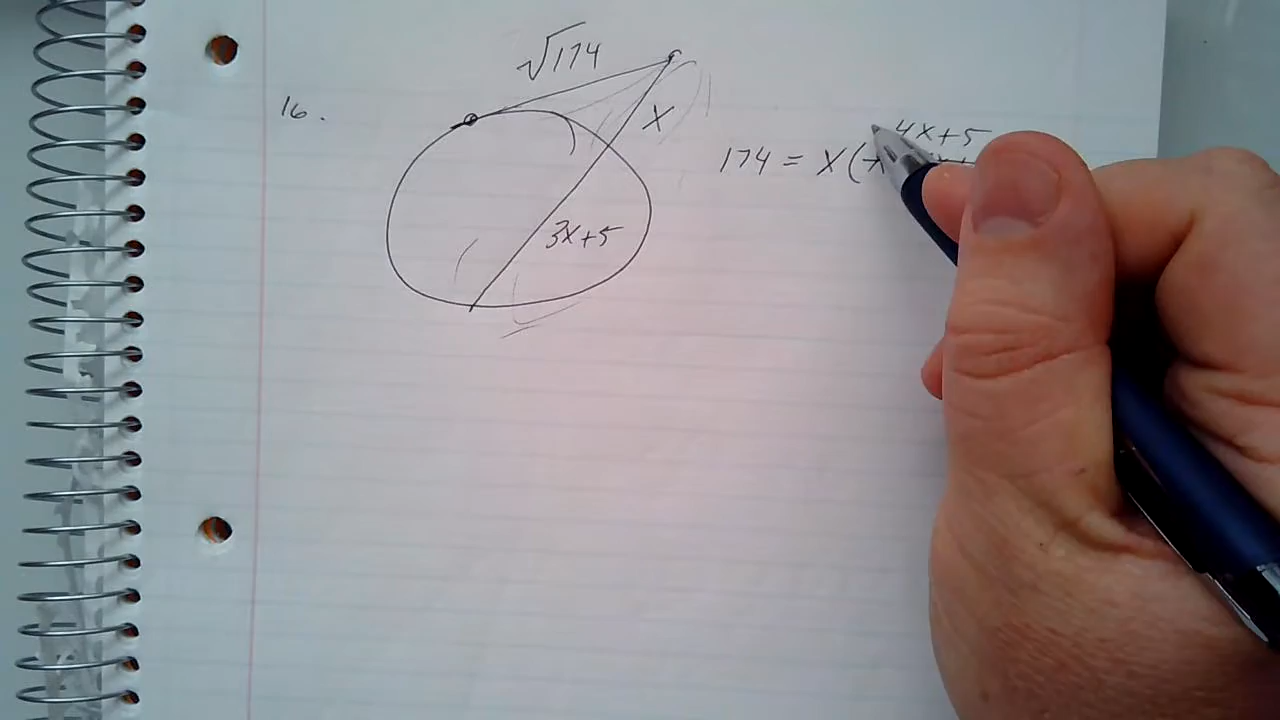 √174
16.
X
4x+5
174 = X(
3x+5